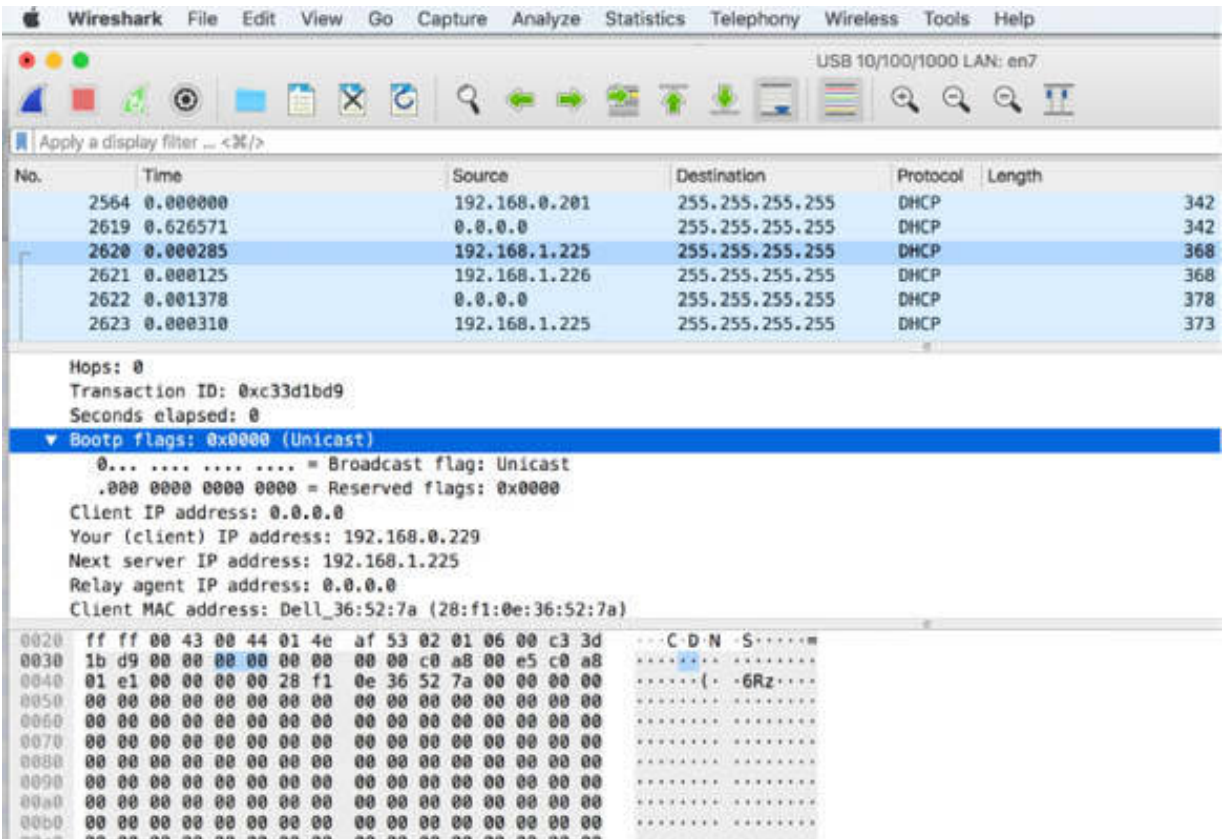 Wireshark File Edit View Go Capture Analyze Statistics Telephony Wireless Tools Help
USB 10/100/1000 LAN: en7
Apply a display filter ... <⌘/>
No. Time Source Destination Protocol Length
2564 0.000000 192.168.0.201 255.255.255.255 DHCP 342
2619 0.626571 0.0.0.0 255.255.255.255 DHCP 342
2620 0.000285 192.168.1.225 255.255.255.255 DHCP 368
2621 0.000125 192.168.1.226 255.255.255.255 DHCP 368
2622 0.001378 0.0.0.0 255.255.255.255 DHCP 378
2623 0.000310 192.168.1.225 255.255.255.255 DHCP 373
Hops: 0
Transaction ID: 0xc33d1bd9
Seconds elapsed: 0
▼ Bootp flags: 0x0000 (Unicast)
0... .... .... .... = Broadcast flag: Unicast
.000 0000 0000 0000 = Reserved flags: 0x0000
Client IP address: 0.0.0.0
Your (client) IP address: 192.168.0.229
Next server IP address: 192.168.1.225
Relay agent IP address: 0.0.0.0
Client MAC address: Dell_36:52:7a (28:f1:0e:36:52:7a)
0020 ff ff 00 43 00 44 01 4e af 53 02 01 06 00 c3 3d ···C·D·N ·S·····=
0030 1b d9 00 00 00 00 00 00 00 00 c0 a8 00 e5 c0 a8 ········ ········
0040 01 e1 00 00 00 00 28 f1 0e 36 52 7a 00 00 00 00 ······(· ·6Rz····
0050 00 00 00 00 00 00 00 00 00 00 00 00 00 00 00 00 ········ ········
0060 00 00 00 00 00 00 00 00 00 00 00 00 00 00 00 00 ········ ········
0070 00 00 00 00 00 00 00 00 00 00 00 00 00 00 00 00 ········ ········
0080 00 00 00 00 00 00 00 00 00 00 00 00 00 00 00 00 ········ ········
0090 00 00 00 00 00 00 00 00 00 00 00 00 00 00 00 00 ········ ········
00a0 00 00 00 00 00 00 00 00 00 00 00 00 00 00 00 00 ········ ········
00b0 00 00 00 00 00 00 00 00 00 00 00 00 00 00 00 00 ········ ········